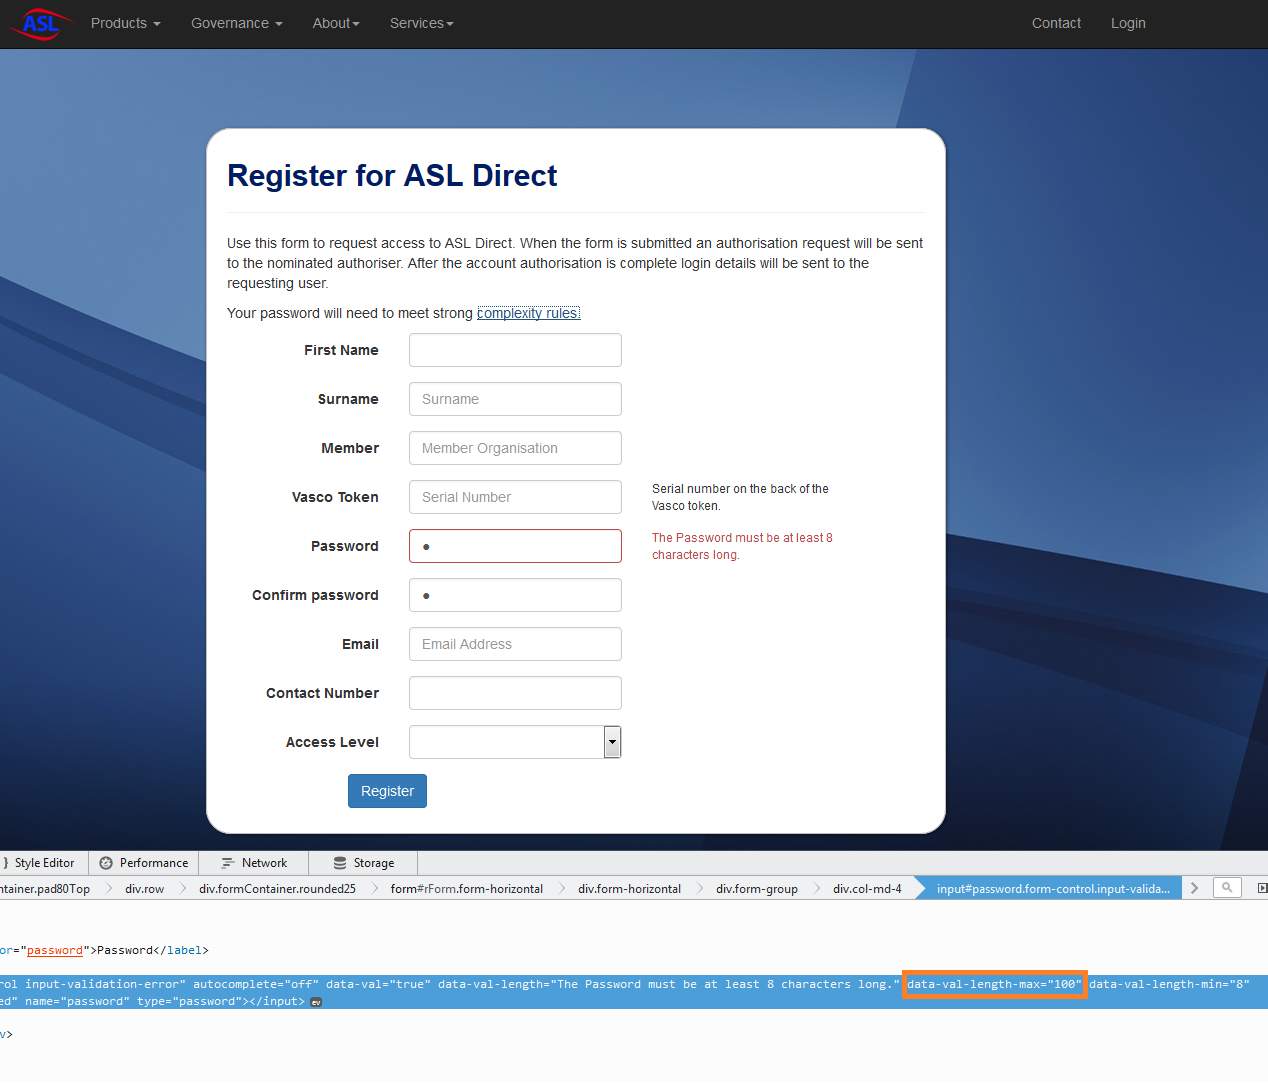 ASL Products Governance About Services Contact Login
Register for ASL Direct
Use this form to request access to ASL Direct. When the form is submitted an authorisation request will be sent
to the nominated authoriser. After the account authorisation is complete login details will be sent to the
requesting user.
Your password will need to meet strong complexity rules.
First Name
Surname Surname
Member Member Organisation
Vasco Token Serial Number Serial number on the back of the
Vasco token.
Password ● The Password must be at least 8
characters long.
Confirm password ●
Email Email Address
Contact Number
Access Level
Register
} Style Editor Performance Network Storage
ntainer.pad80Top div.row div.formContainer.rounded25 form#rForm.form-horizontal div.form-horizontal div.form-group div.col-md-4 input#password.form-control.input-valida...
or="password">Password</label>
rol input-validation-error" autocomplete="off" data-val="true" data-val-length="The Password must be at least 8 characters long." data-val-length-max="100" data-val-length-min="8"
ed" name="password" type="password"></input> ev
v>